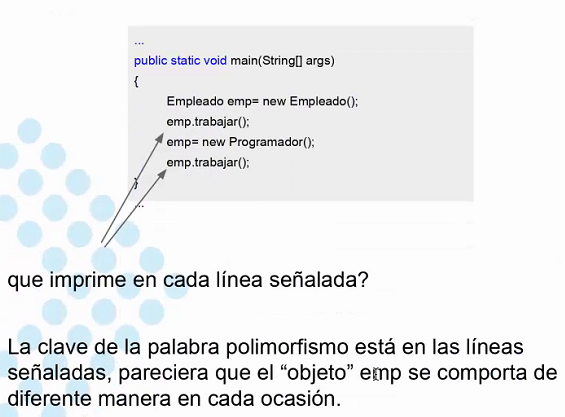 ...
public static void main(String[] args)
{
Empleado emp= new Empleado();
emp.trabajar();
emp= new Programador();
emp.trabajar();
}
...
que imprime en cada línea señalada?
La clave de la palabra polimorfismo está en las líneas
señaladas, pareciera que el “objeto” emp se comporta de
diferente manera en cada ocasión.